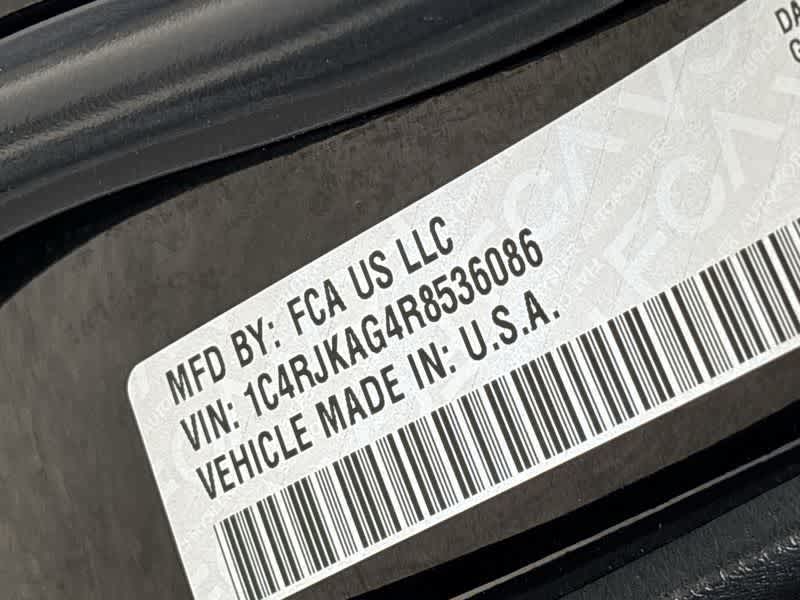 MFD BY: FCA US LLC
VIN: 1C4RJKAG4R8536086
VEHICLE MADE IN: U.S.A.